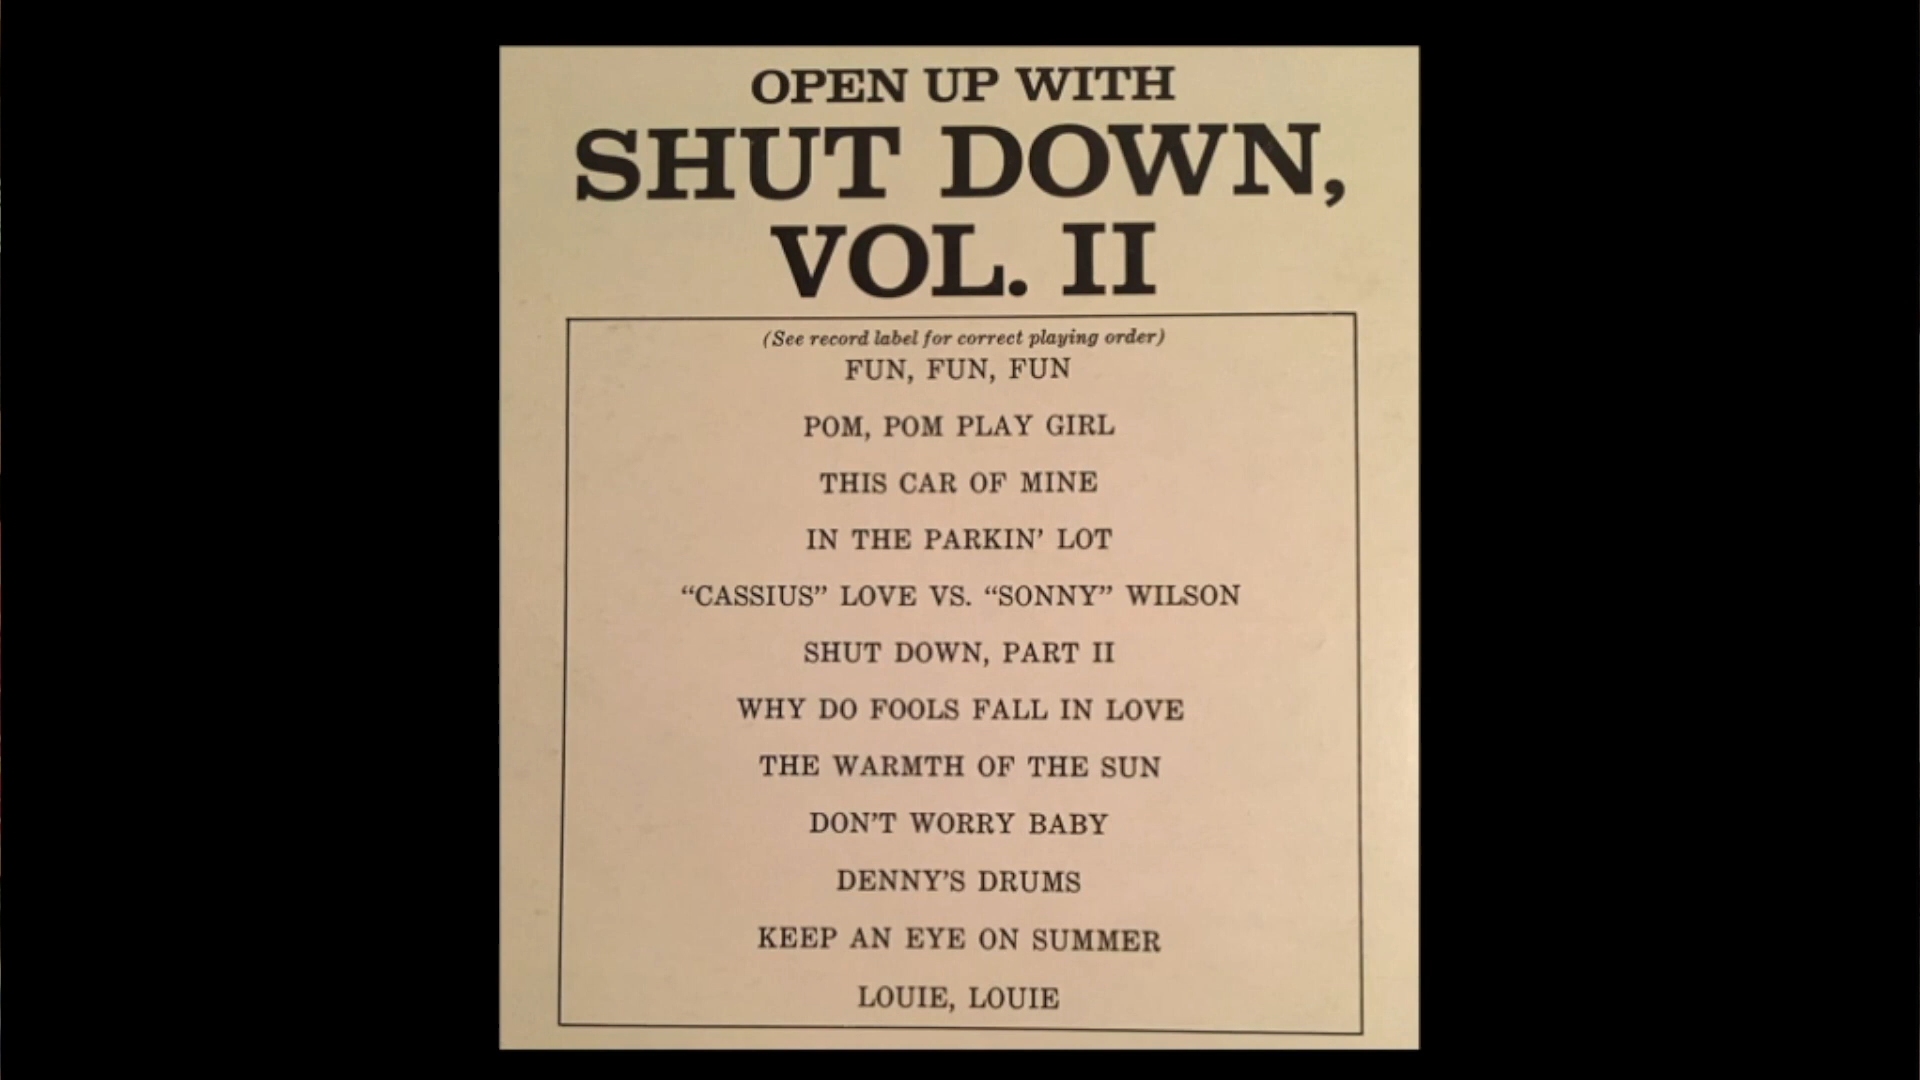 OPEN UP WITH
SHUT DOWN,
VOL. II
(See record label for correct playing order)
FUN, FUN, FUN
POM, POM PLAY GIRL
THIS CAR OF MINE
IN THE PARKIN’ LOT
“CASSIUS” LOVE VS. “SONNY” WILSON
SHUT DOWN, PART II
WHY DO FOOLS FALL IN LOVE
THE WARMTH OF THE SUN
DON’T WORRY BABY
DENNY’S DRUMS
KEEP AN EYE ON SUMMER
LOUIE, LOUIE